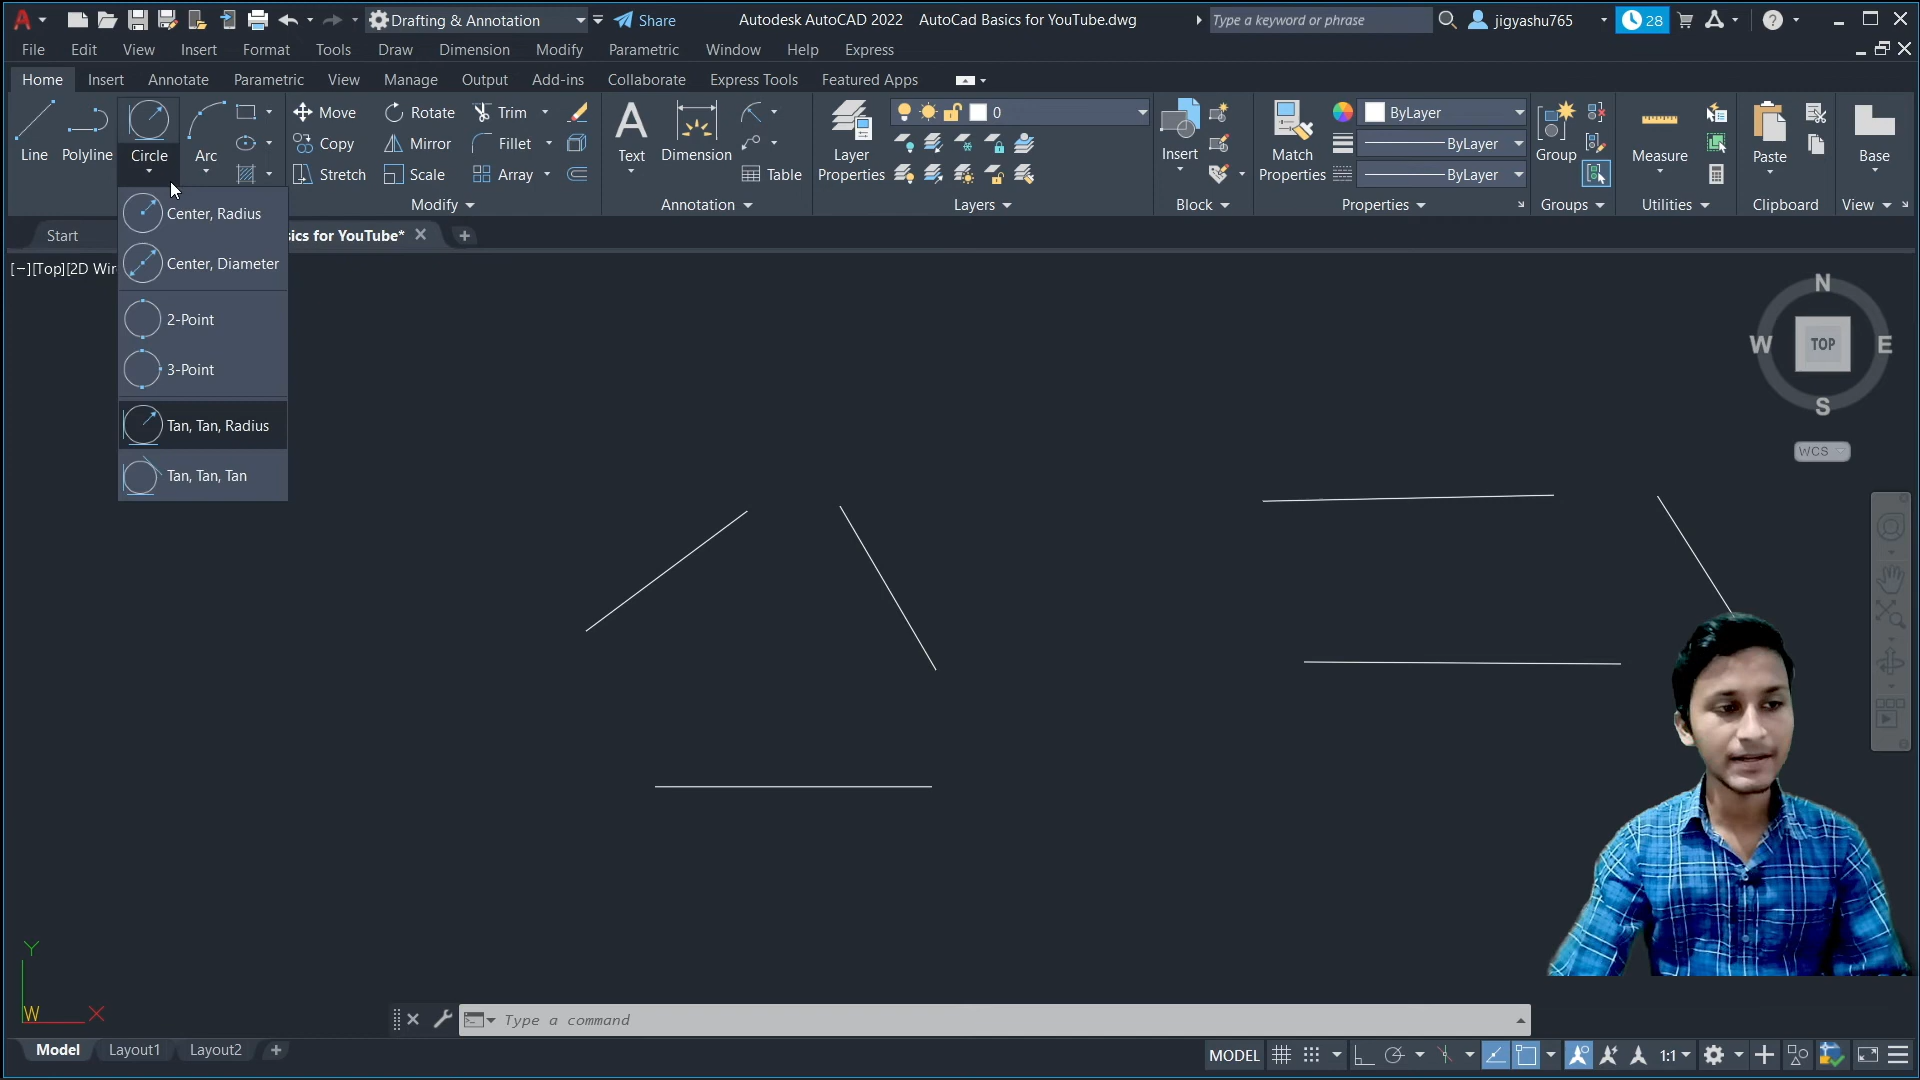 A Drafting & Annotation Share Autodesk AutoCAD 2022 AutoCad Basics for YouTube.dwg Type a keyword or phrase jigyashu765 28
File Edit View Insert Format Tools Draw Dimension Modify Parametric Window Help Express
Home Insert Annotate Parametric View Manage Output Add-ins Collaborate Express Tools Featured Apps
Line Polyline Circle Arc
Move Rotate Trim
Copy Mirror Fillet
Stretch Scale Array
Modify
Text Dimension Table
Annotation
Layer Properties 0
Layers
Insert
Block
Match Properties ByLayer
ByLayer
ByLayer
Properties
Group
Groups
Measure
Utilities
Paste
Clipboard
Base
View
Start sics for YouTube*
[−][Top][2D Wir
Center, Radius
Center, Diameter
2-Point
3-Point
Tan, Tan, Radius
Tan, Tan, Tan
N
W TOP E
S
WCS
Y
W X
Type a command
Model Layout1 Layout2 +
MODEL 1:1